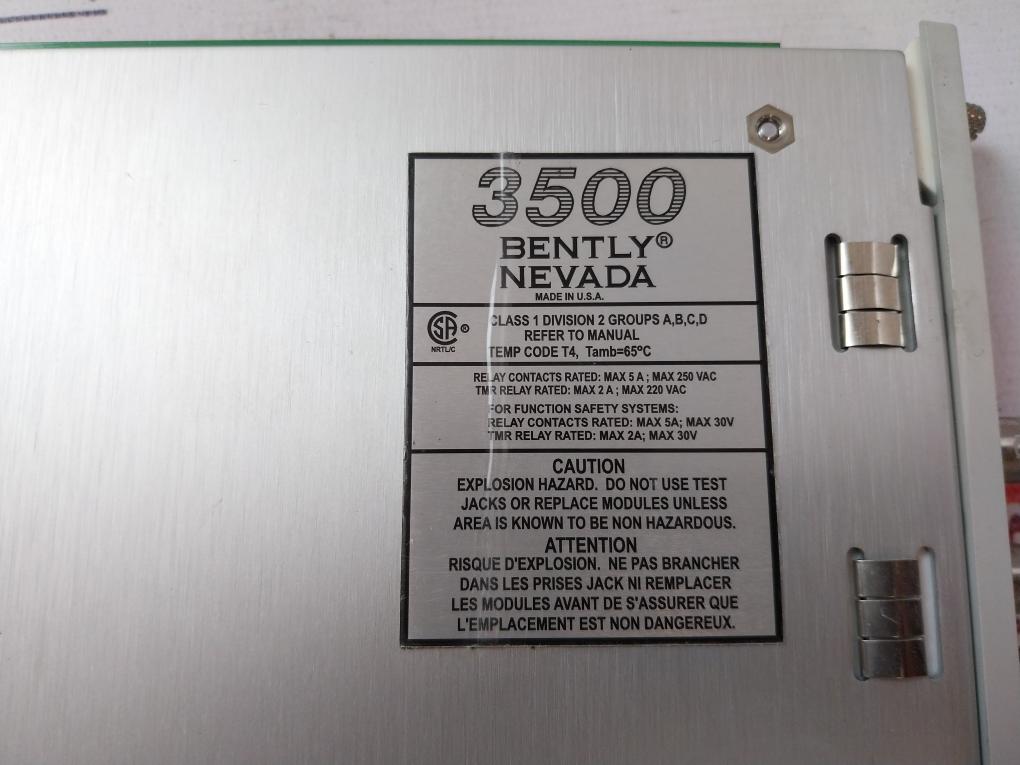 3500
BENTLY®
NEVADA
MADE IN U.S.A.
SA ®
NRTL/C
CLASS 1 DIVISION 2 GROUPS A,B,C,D
REFER TO MANUAL
TEMP CODE T4, Tamb=65°C
RELAY CONTACTS RATED: MAX 5 A ; MAX 250 VAC
TMR RELAY RATED: MAX 2 A ; MAX 220 VAC
FOR FUNCTION SAFETY SYSTEMS:
RELAY CONTACTS RATED: MAX 5A; MAX 30V
TMR RELAY RATED: MAX 2A; MAX 30V
CAUTION
EXPLOSION HAZARD. DO NOT USE TEST
JACKS OR REPLACE MODULES UNLESS
AREA IS KNOWN TO BE NON HAZARDOUS.
ATTENTION
RISQUE D'EXPLOSION. NE PAS BRANCHER
DANS LES PRISES JACK NI REMPLACER
LES MODULES AVANT DE S'ASSURER QUE
L'EMPLACEMENT EST NON DANGEREUX.